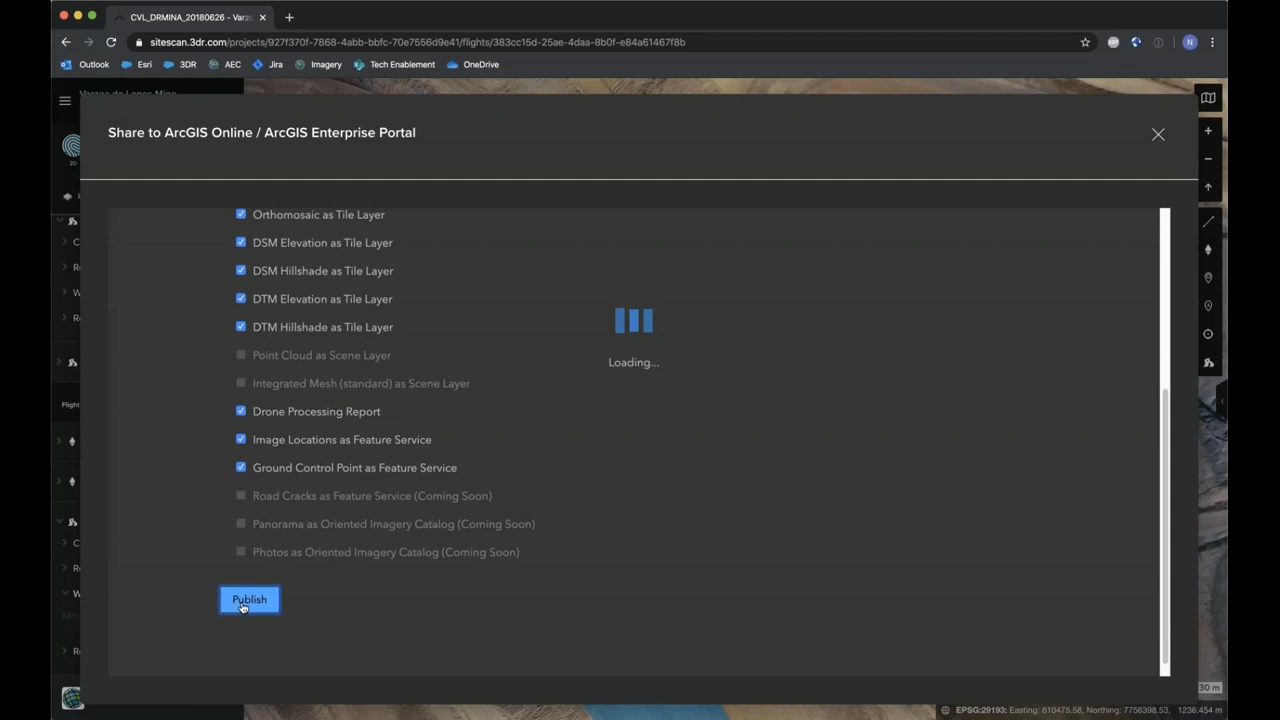 CVL_DRMINA_20180626 - Varze
sitescan.3dr.com/projects/927f370f-7868-4abb-bbfc-70e7556d9e41/flights/383cc15d-25ae-4daa-8b0f-e84a61467f8b
N
Outlook
Esri
3DR
AEC
Jira
Imagery
Tech Enablement
OneDrive
Share to ArcGIS Online / ArcGIS Enterprise Portal
2D
Flight
Orthomosaic as Tile Layer
DSM Elevation as Tile Layer
DSM Hillshade as Tile Layer
DTM Elevation as Tile Layer
DTM Hillshade as Tile Layer
Point Cloud as Scene Layer
Integrated Mesh (standard) as Scene Layer
Drone Processing Report
Image Locations as Feature Service
Ground Control Point as Feature Service
Road Cracks as Feature Service (Coming Soon)
Panorama as Oriented Imagery Catalog (Coming Soon)
Photos as Oriented Imagery Catalog (Coming Soon)
Publish
Loading...
30 m
EPSG:29193: Easting: 610475.58, Northing: 7756398.53, 1236.454 m